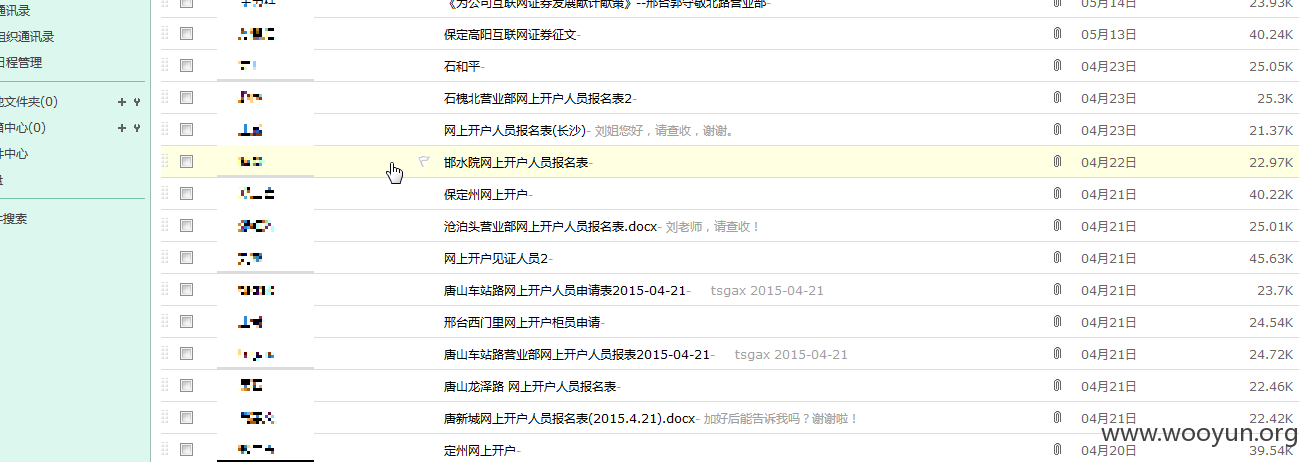 通讯录
组织通讯录
日程管理
文件夹(0)
中心(0)
件中心
搜索
《为公司互联网证券发展献计献策》--邢台郭守敬北路营业部- 05月14日 23.93K
保定高阳互联网证券征文- 05月13日 40.24K
石和平- 04月23日 25.05K
石槐北营业部网上开户人员报名表2- 04月23日 25.3K
网上开户人员报名表(长沙)- 刘姐您好，请查收，谢谢。 04月23日 21.37K
邯水院网上开户人员报名表- 04月22日 22.97K
保定州网上开户- 04月21日 40.22K
沧泊头营业部网上开户人员报名表.docx- 刘老师，请查收！ 04月21日 25.01K
网上开户见证人员2- 04月21日 45.63K
唐山车站路网上开户人员申请表2015-04-21- tsgax 2015-04-21 04月21日 23.7K
邢台西门里网上开户柜员申请- 04月21日 24.54K
唐山车站路营业部网上开户人员报表2015-04-21- tsgax 2015-04-21 04月21日 24.72K
唐山龙泽路 网上开户人员报名表- 04月21日 22.46K
唐新城网上开户人员报名表(2015.4.21).docx- 加好后能告诉我吗？谢谢啦！ 04月21日 22.42K
定州网上开户- 04月20日 39.54K
www.wooyun.org